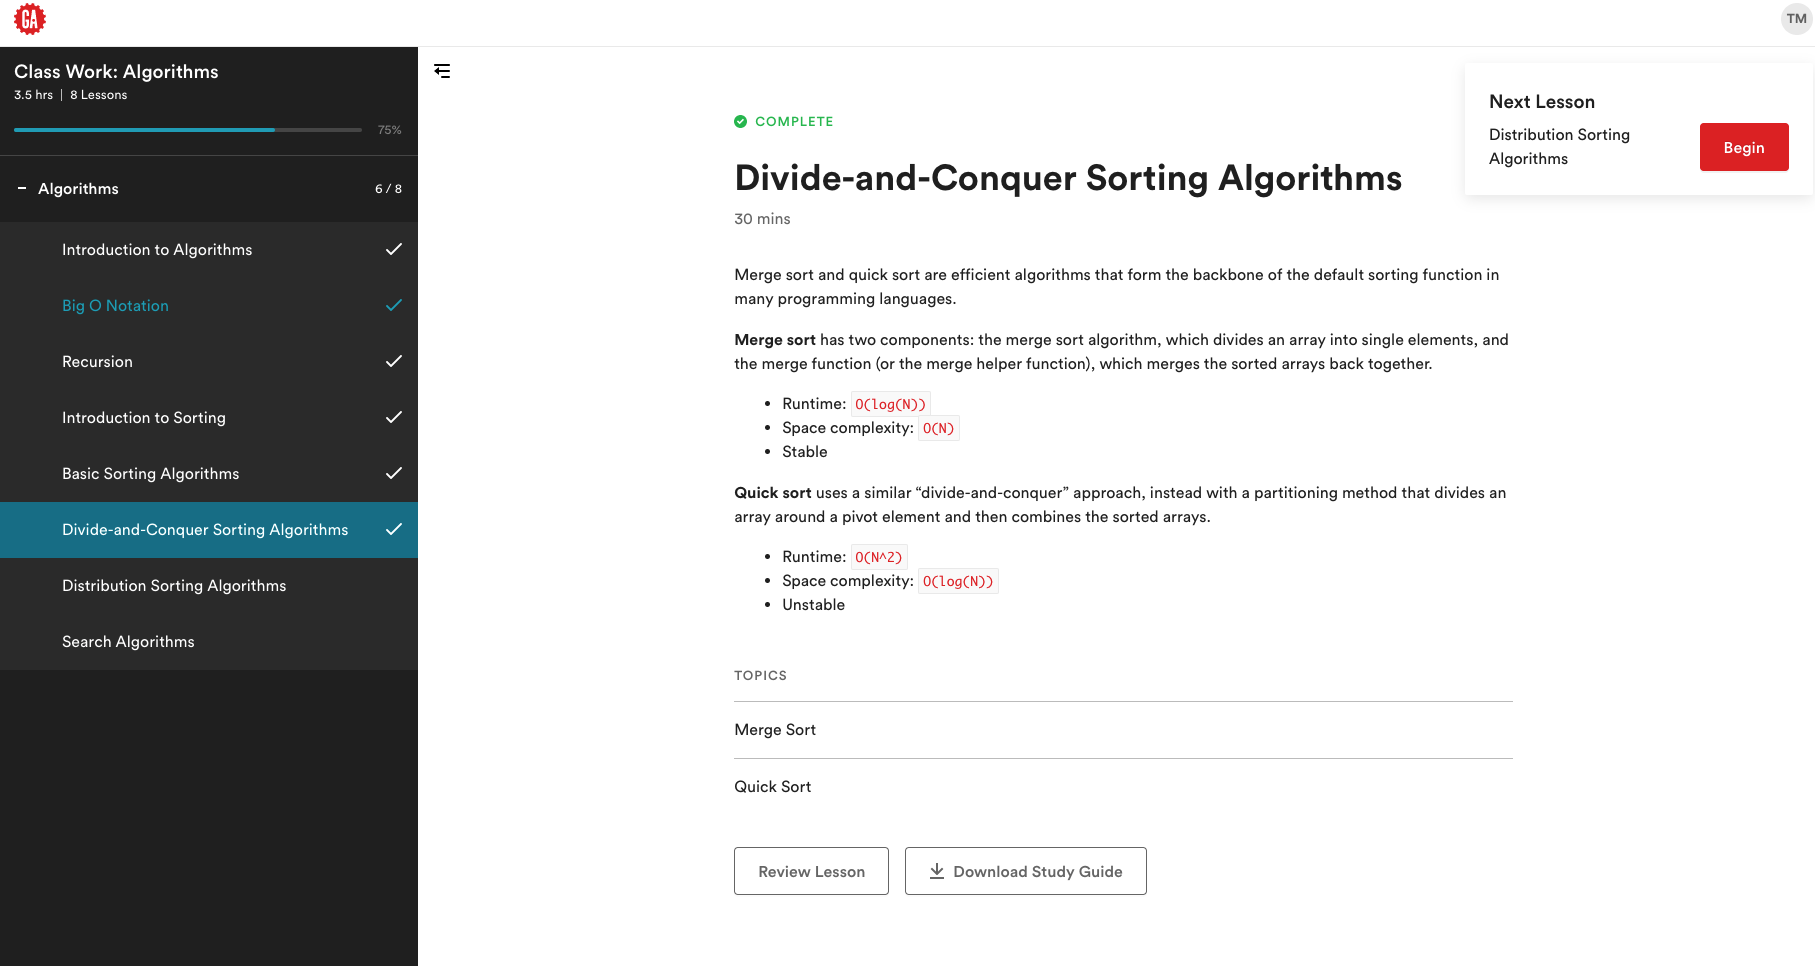 GA
TM
Class Work: Algorithms
3.5 hrs | 8 Lessons
75%
Algorithms 6 / 8
Introduction to Algorithms
Big O Notation
Recursion
Introduction to Sorting
Basic Sorting Algorithms
Divide-and-Conquer Sorting Algorithms
Distribution Sorting Algorithms
Search Algorithms
COMPLETE
Divide-and-Conquer Sorting Algorithms
30 mins
Merge sort and quick sort are efficient algorithms that form the backbone of the default sorting function in
many programming languages.
Merge sort has two components: the merge sort algorithm, which divides an array into single elements, and
the merge function (or the merge helper function), which merges the sorted arrays back together.
• Runtime: O(log(N))
• Space complexity: O(N)
• Stable
Quick sort uses a similar “divide-and-conquer” approach, instead with a partitioning method that divides an
array around a pivot element and then combines the sorted arrays.
• Runtime: O(N^2)
• Space complexity: O(log(N))
• Unstable
TOPICS
Merge Sort
Quick Sort
Review Lesson
Download Study Guide
Next Lesson
Distribution Sorting
Algorithms
Begin